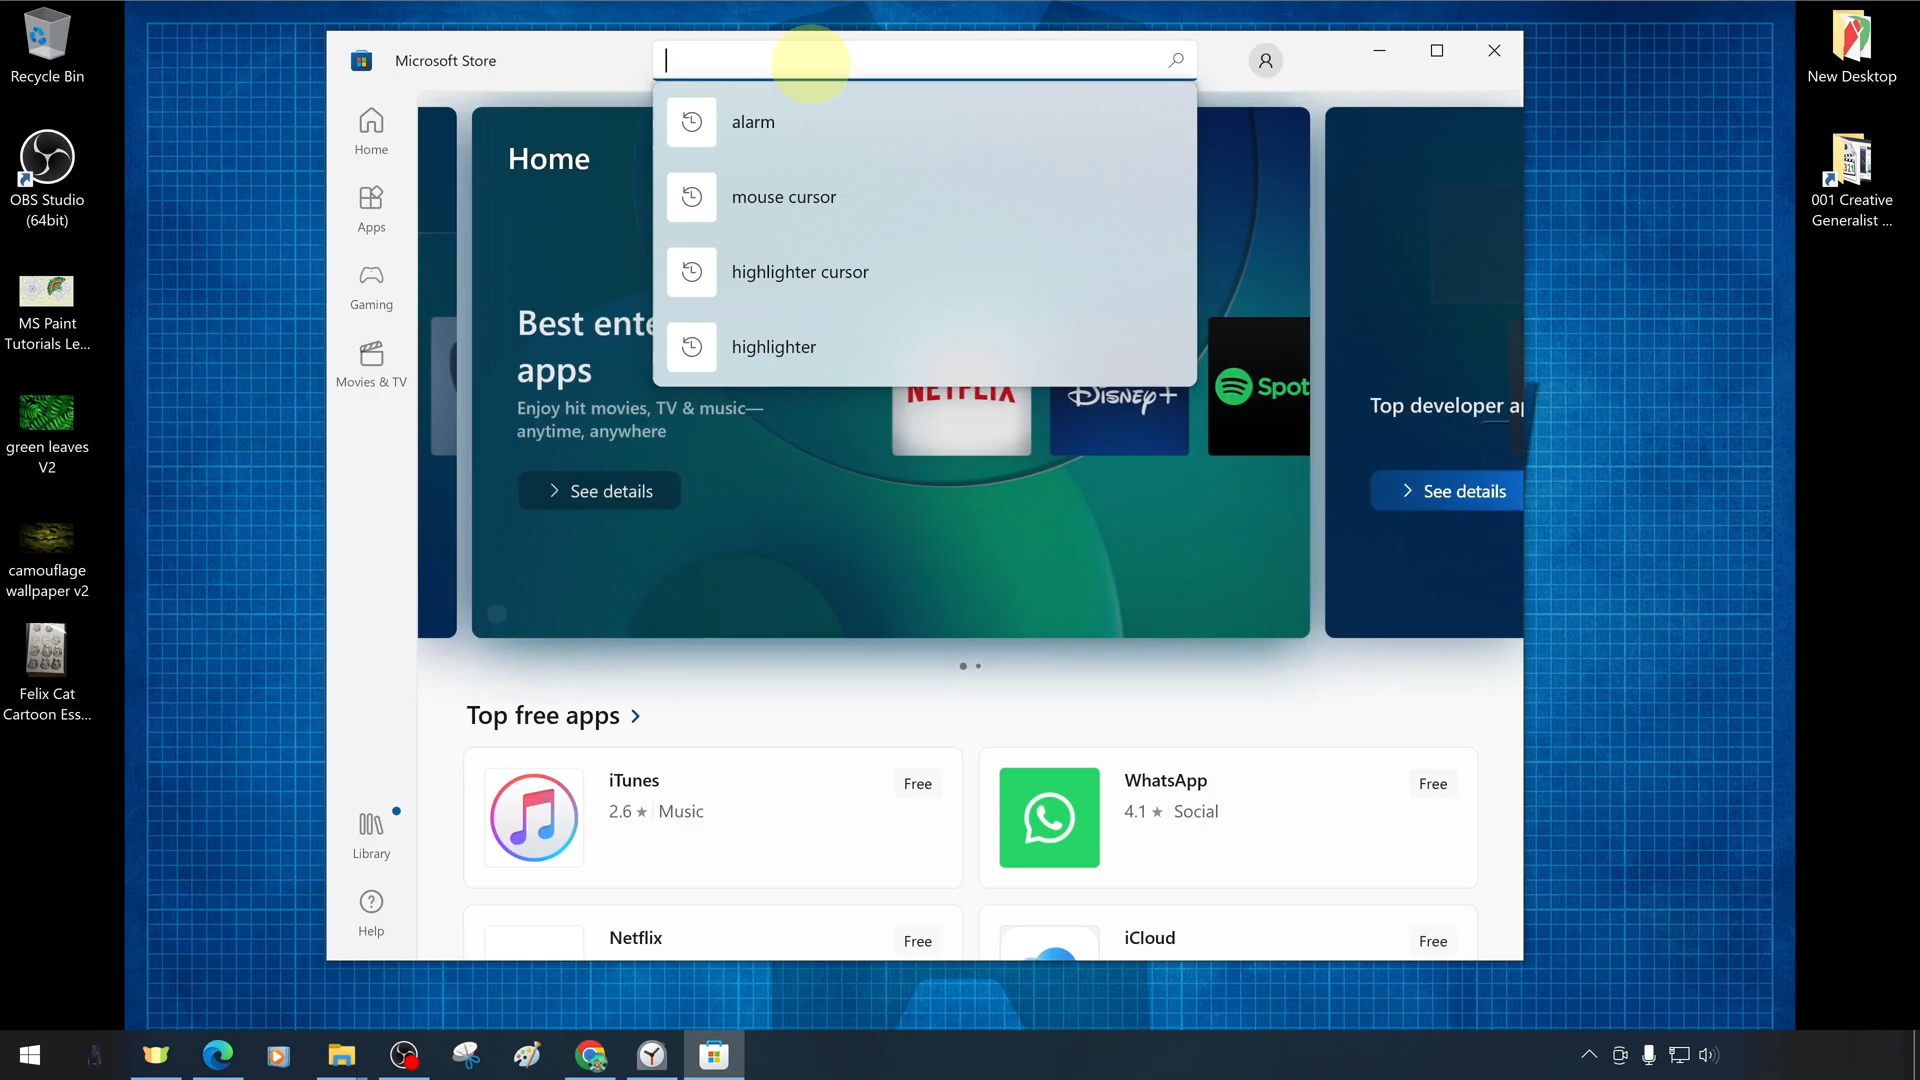 Recycle Bin
OBS Studio
(64bit)
MS Paint
Tutorials Le...
green leaves
V2
camouflage
wallpaper v2
Felix Cat
Cartoon Ess...
Microsoft Store
alarm
mouse cursor
highlighter cursor
highlighter
Home
Apps
Gaming
Movies & TV
Library
Help
Home
Best ente
apps
Enjoy hit movies, TV & music—
anytime, anywhere
See details
NETFLIX
Disney+
Spot
Top developer ap
See details
Top free apps
iTunes
2.6 ★ Music
Free
WhatsApp
4.1 ★ Social
Free
Netflix
Free
iCloud
Free
New Desktop
001 Creative
Generalist ...